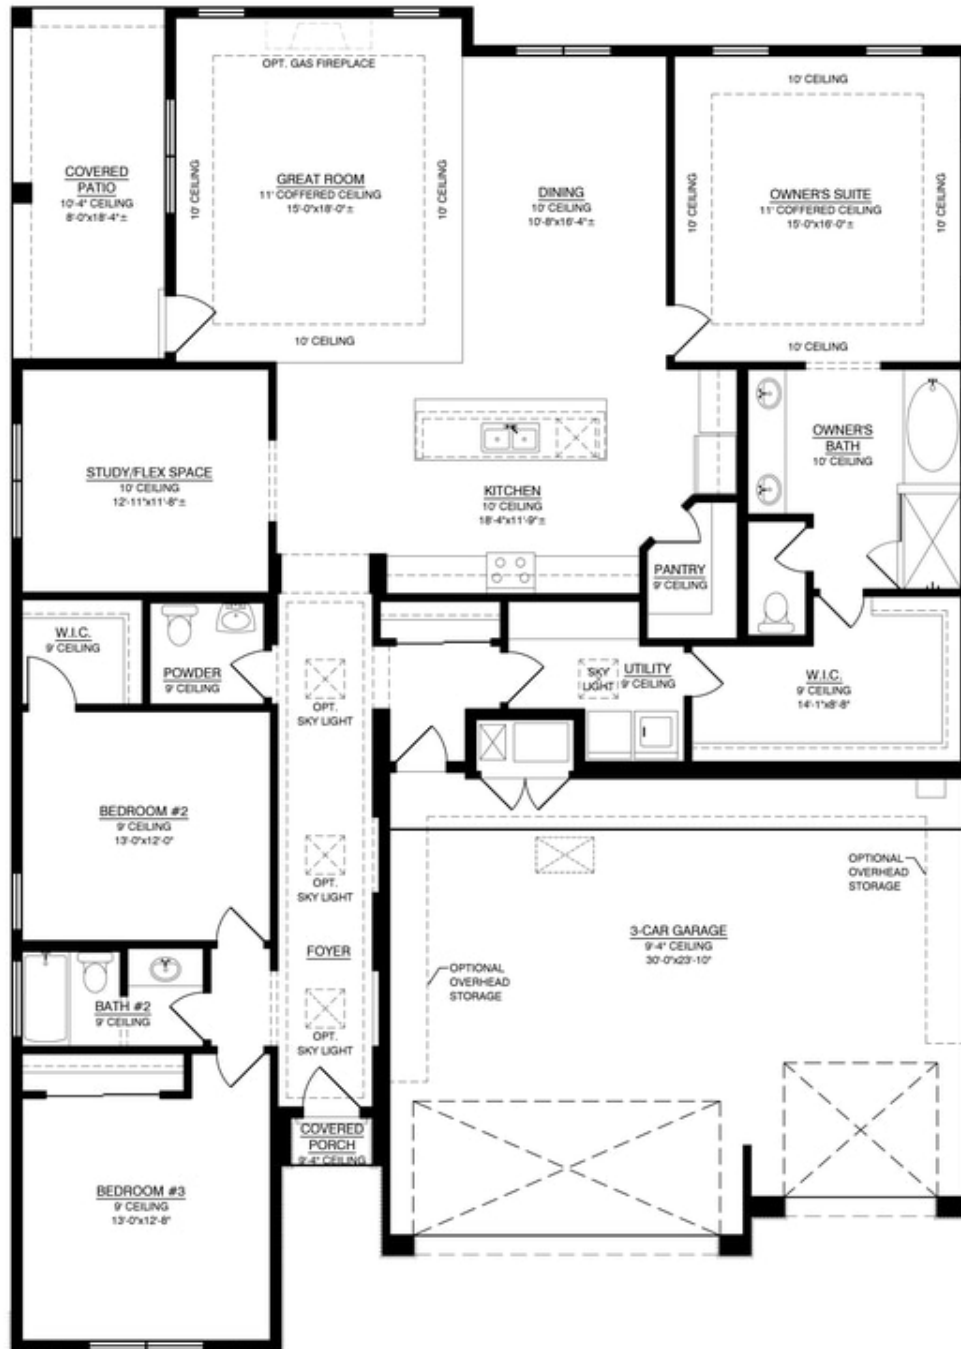 OPT. GAS FIREPLACE
10' CEILING
COVERED
PATIO
10'-4" CEILING
8'-0"x18'-4"±
10' CEILING
GREAT ROOM
11' COFFERED CEILING
15'-0"x18'-0"±
10' CEILING
10' CEILING
DINING
10' CEILING
10'-8"x16'-4"±
10' CEILING
OWNER'S SUITE
11' COFFERED CEILING
15'-0"x16'-0"±
10' CEILING
10' CEILING
STUDY/FLEX SPACE
10' CEILING
12'-11"x11'-8"±
KITCHEN
10' CEILING
18'-4"x11'-9"±
OWNER'S
BATH
10' CEILING
PANTRY
9' CEILING
W.I.C.
9' CEILING
POWDER
9' CEILING
OPT.
SKY LIGHT
SKY
LIGHT
UTILITY
9' CEILING
W.I.C.
9' CEILING
14'-1"x8'-8"
BEDROOM #2
9' CEILING
13'-0"x12'-0"
OPT.
SKY LIGHT
OPTIONAL
OVERHEAD
STORAGE
3-CAR GARAGE
9'-4" CEILING
30'-0"x23'-10"
FOYER
OPTIONAL
OVERHEAD
STORAGE
BATH #2
9' CEILING
OPT.
SKY LIGHT
COVERED
PORCH
9'-4" CEILING
BEDROOM #3
9' CEILING
13'-0"x12'-8"